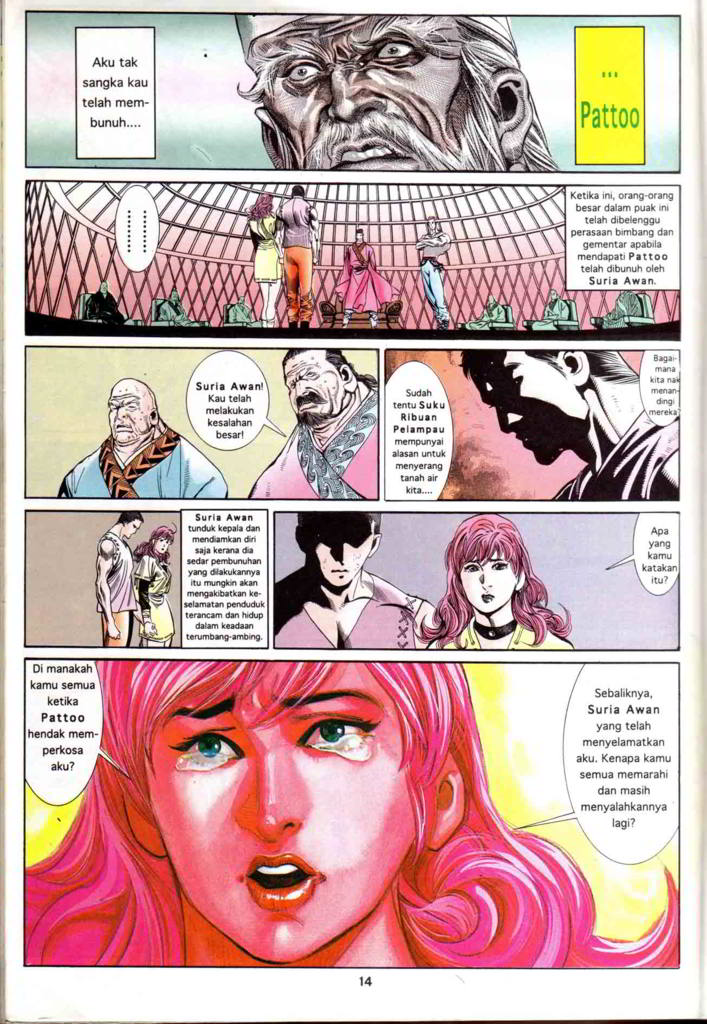 Aku tak
sangka kau
telah mem-
bunuh....
...
Pattoo
.........
Ketika ini, orang-orang
besar dalam puak ini
telah dibelenggu
perasaan bimbang dan
gementar apabila
mendapati Pattoo
telah dibunuh oleh
Suria Awan.
Suria Awan!
Kau telah
melakukan
kesalahan
besar!
Sudah
tentu Suku
Ribuan
Pelampau
mempunyai
alasan untuk
menyerang
tanah air
kita....
Bagai-
mana
kita nak
menan-
dingi
mereka?
Suria Awan
tunduk kepala dan
mendiamkan diri
saja kerana dia
sedar pembunuhan
yang dilakukannya
itu mungkin akan
mengakibatkan ke-
selamatan penduduk
terancam dan hidup
dalam keadaan
terumbang-ambing.
Apa
yang
kamu
katakan
itu?
Di manakah
kamu semua
ketika
Pattoo
hendak mem-
perkosa
aku?
Sebaliknya,
Suria Awan
yang telah
menyelamatkan
aku. Kenapa kamu
semua memarahi
dan masih
menyalahkannya
lagi?
14